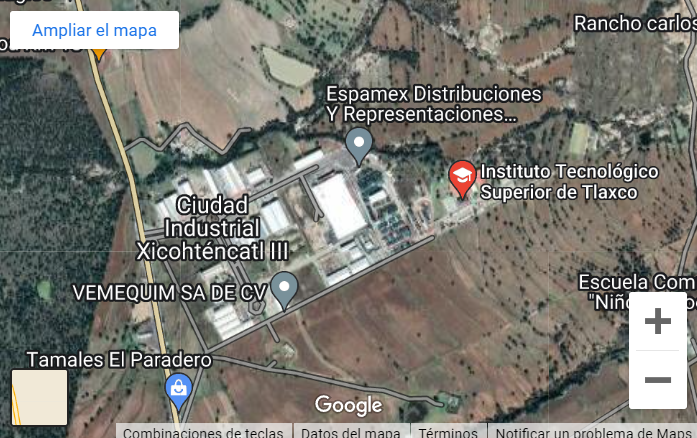 Ampliar el mapa
Rancho carlos
Espamex Distribuciones
Y Representaciones...
Instituto Tecnológico
Superior de Tlaxco
Ciudad
Industrial
Xicohténcatl III
VEMEQUIM SA DE CV
Escuela Com
"Niño
Tamales El Paradero
Google
Combinaciones de teclas
Datos del mapa
Términos
Notificar un problema de Maps